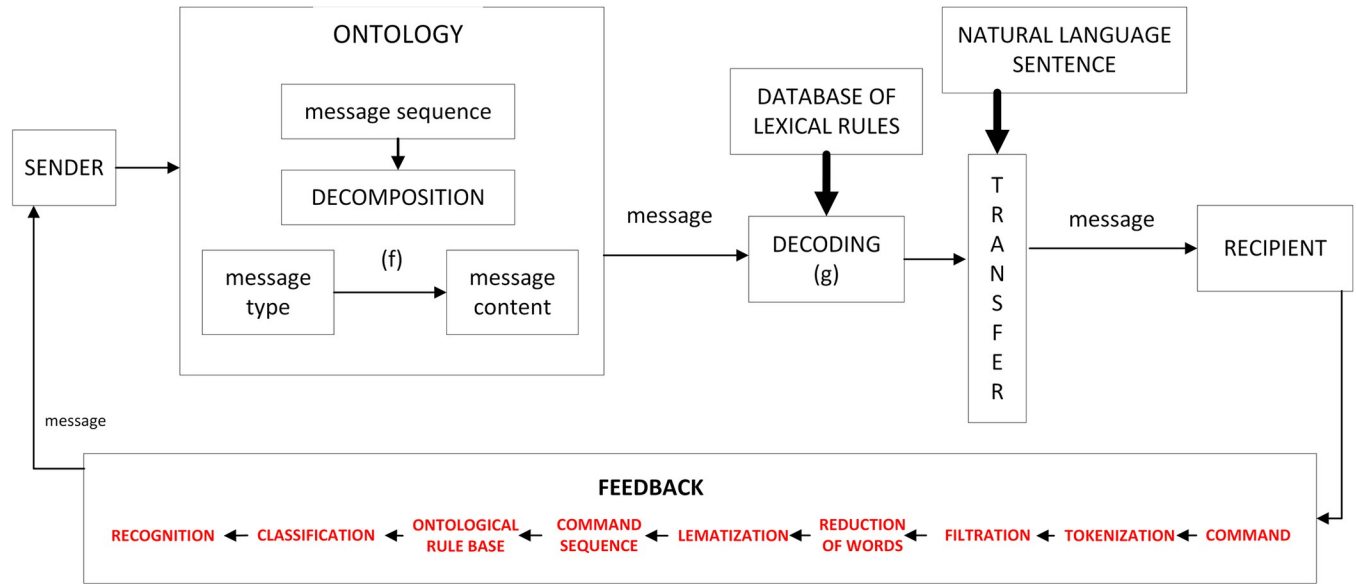 ONTOLOGY
message sequence
DECOMPOSITION
(f)
message
type
message
content
SENDER
message
DATABASE OF
LEXICAL RULES
DECODING
(g)
NATURAL LANGUAGE
SENTENCE
T
R
A
N
S
F
E
R
message
RECIPIENT
message
FEEDBACK
RECOGNITION
CLASSIFICATION
ONTOLOGICAL
RULE BASE
COMMAND
SEQUENCE
LEMATIZATION
REDUCTION
OF WORDS
FILTRATION
TOKENIZATION
COMMAND